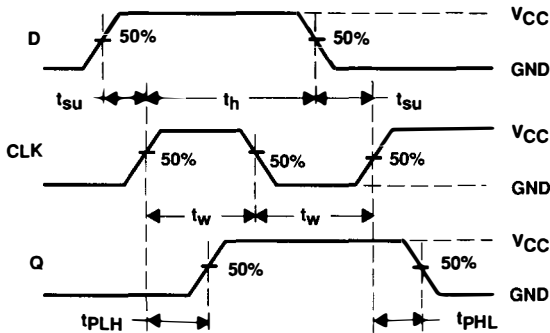 D 50% 50% VCC
GND
tsu th tsu
CLK 50% 50% 50% VCC
GND
tw tw
Q 50% 50% VCC
GND
tPLH tPHL